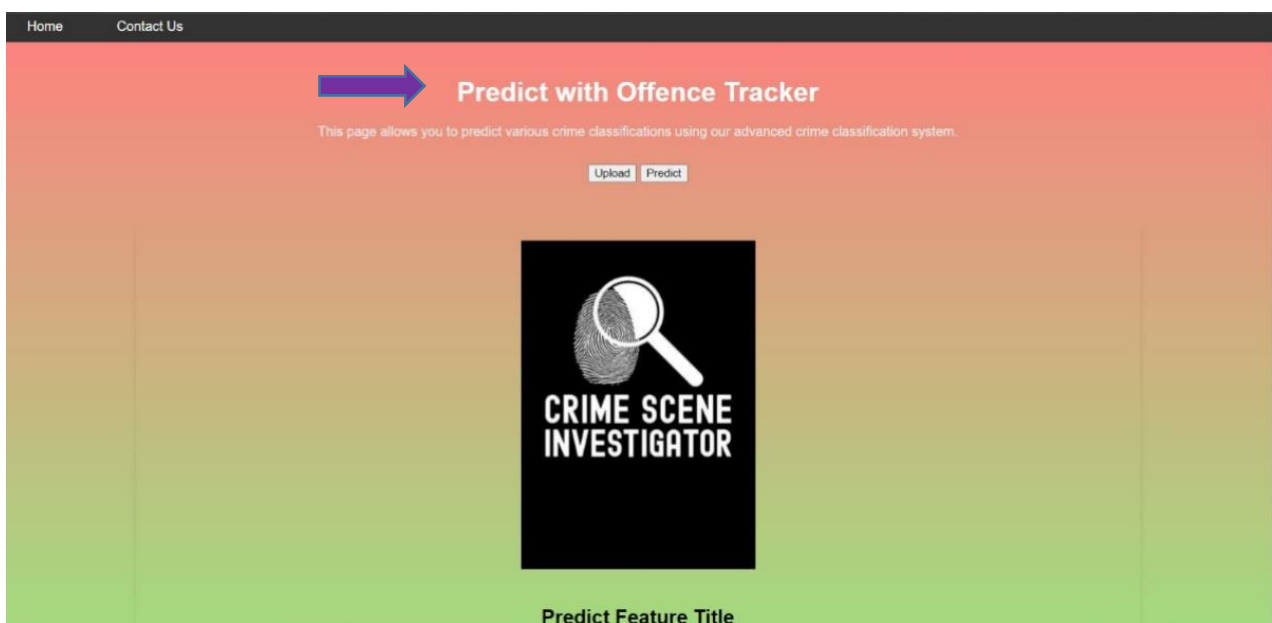 Home Contact Us
Predict with Offence Tracker
This page allows you to predict various crime classifications using our advanced crime classification system.
Upload Predict
CRIME SCENE
INVESTIGATOR
Predict Feature Title